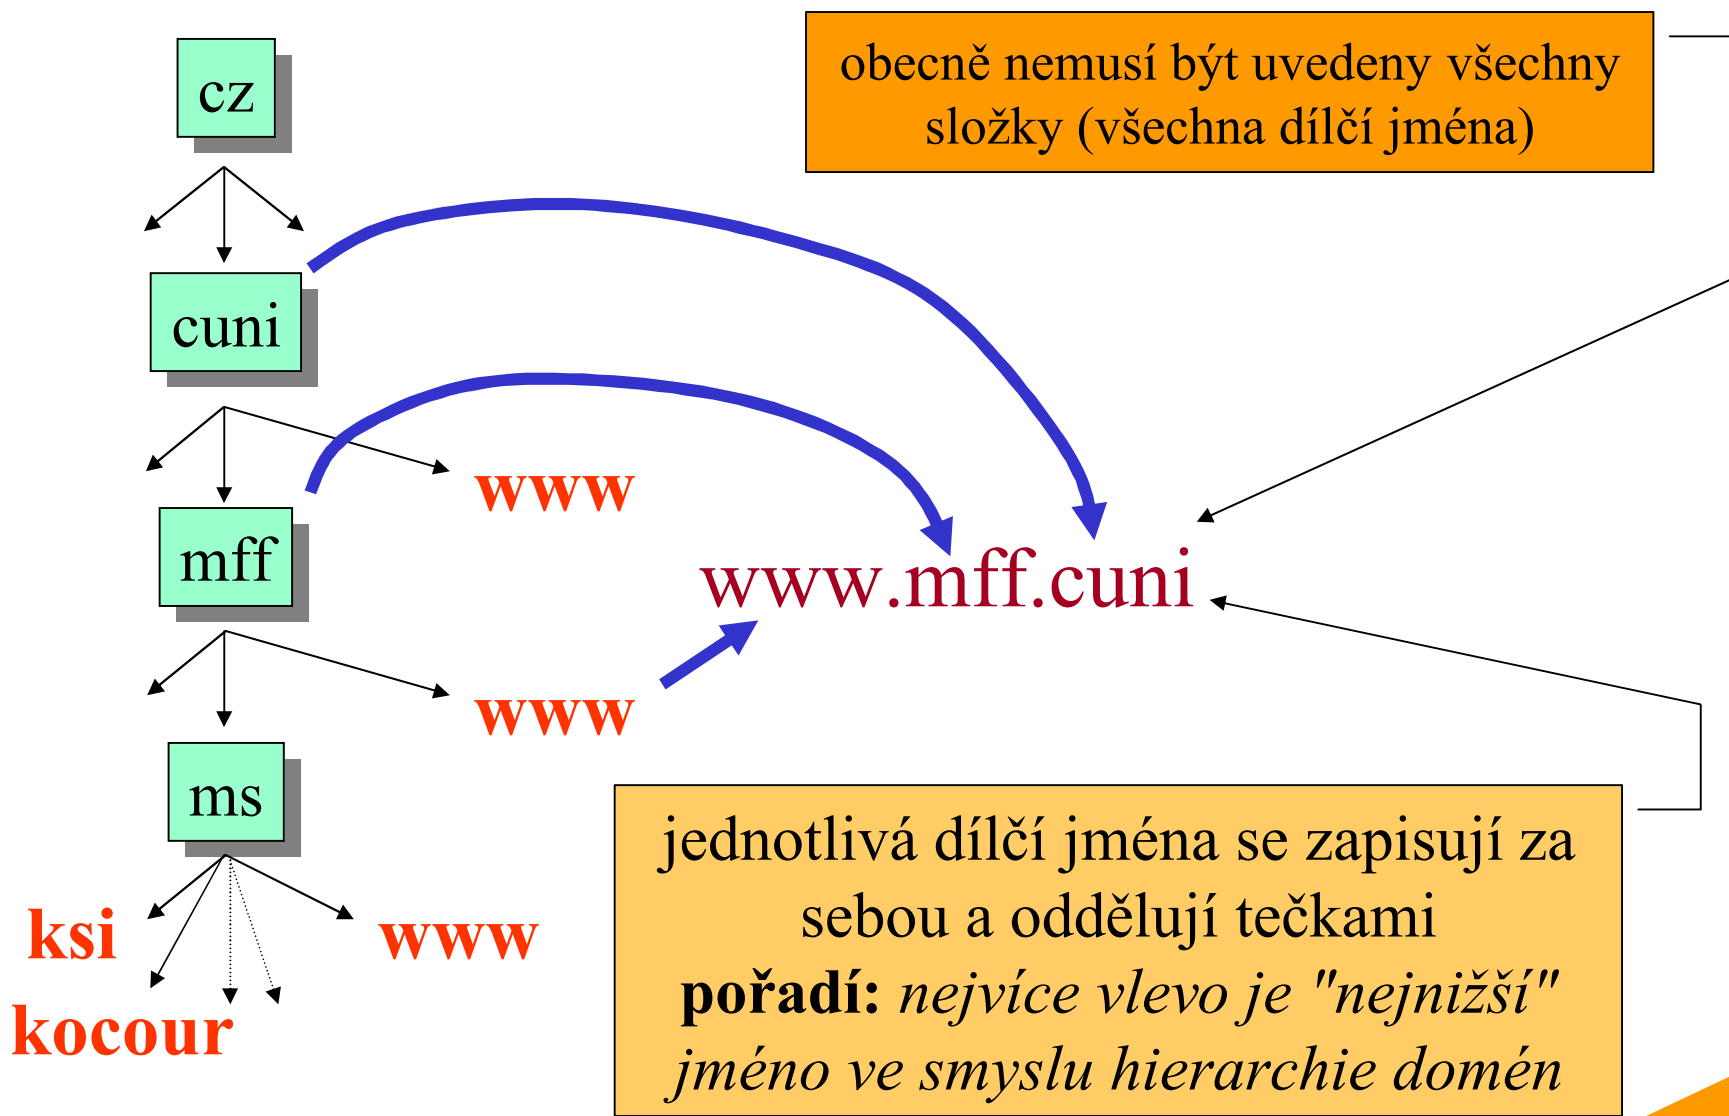 cz
obecně nemusí být uvedeny všechny
složky (všechna dílčí jména)
cuni
www
mff
www.mff.cuni
www
ms
jednotlivá dílčí jména se zapisují za
sebou a oddělují tečkami
pořadí: nejvíce vlevo je "nejnižší"
jméno ve smyslu hierarchie domén
ksi
www
kocour